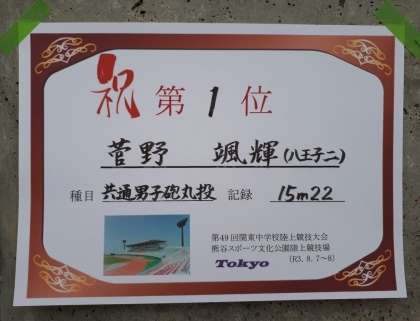 祝 第1位
菅野 颯輝(八王子二)
種目 共通男子砲丸投 記録 15m22
第49回関東中学校陸上競技大会
熊谷スポーツ文化公園陸上競技場
Tokyo (R3.8.7~8)